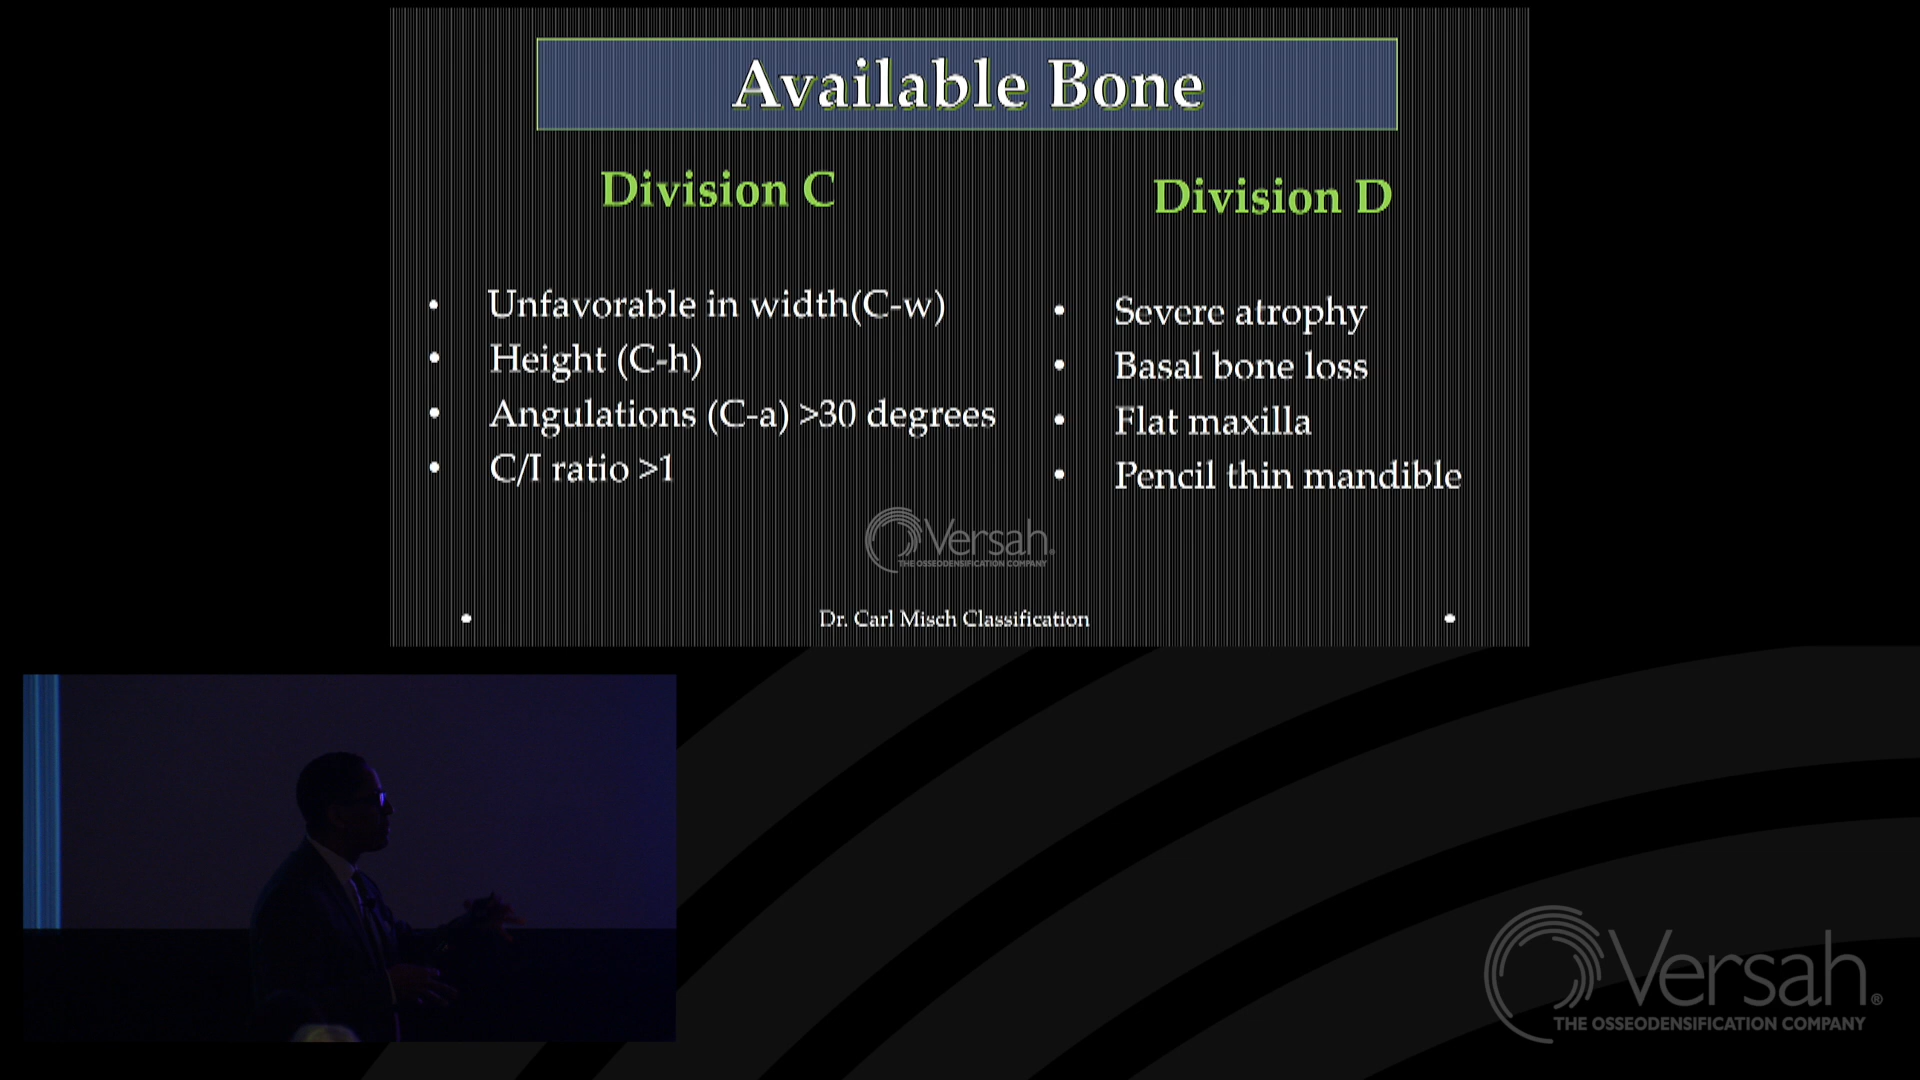 Available Bone
Division C
• Unfavorable in width(C-w)
• Height (C-h)
• Angulations (C-a) >30 degrees
• C/I ratio >1
Division D
• Severe atrophy
• Basal bone loss
• Flat maxilla
• Pencil thin mandible
Versah®
THE OSSEODENSIFICATION COMPANY
• Dr. Carl Misch Classification •
Versah®
THE OSSEODENSIFICATION COMPANY